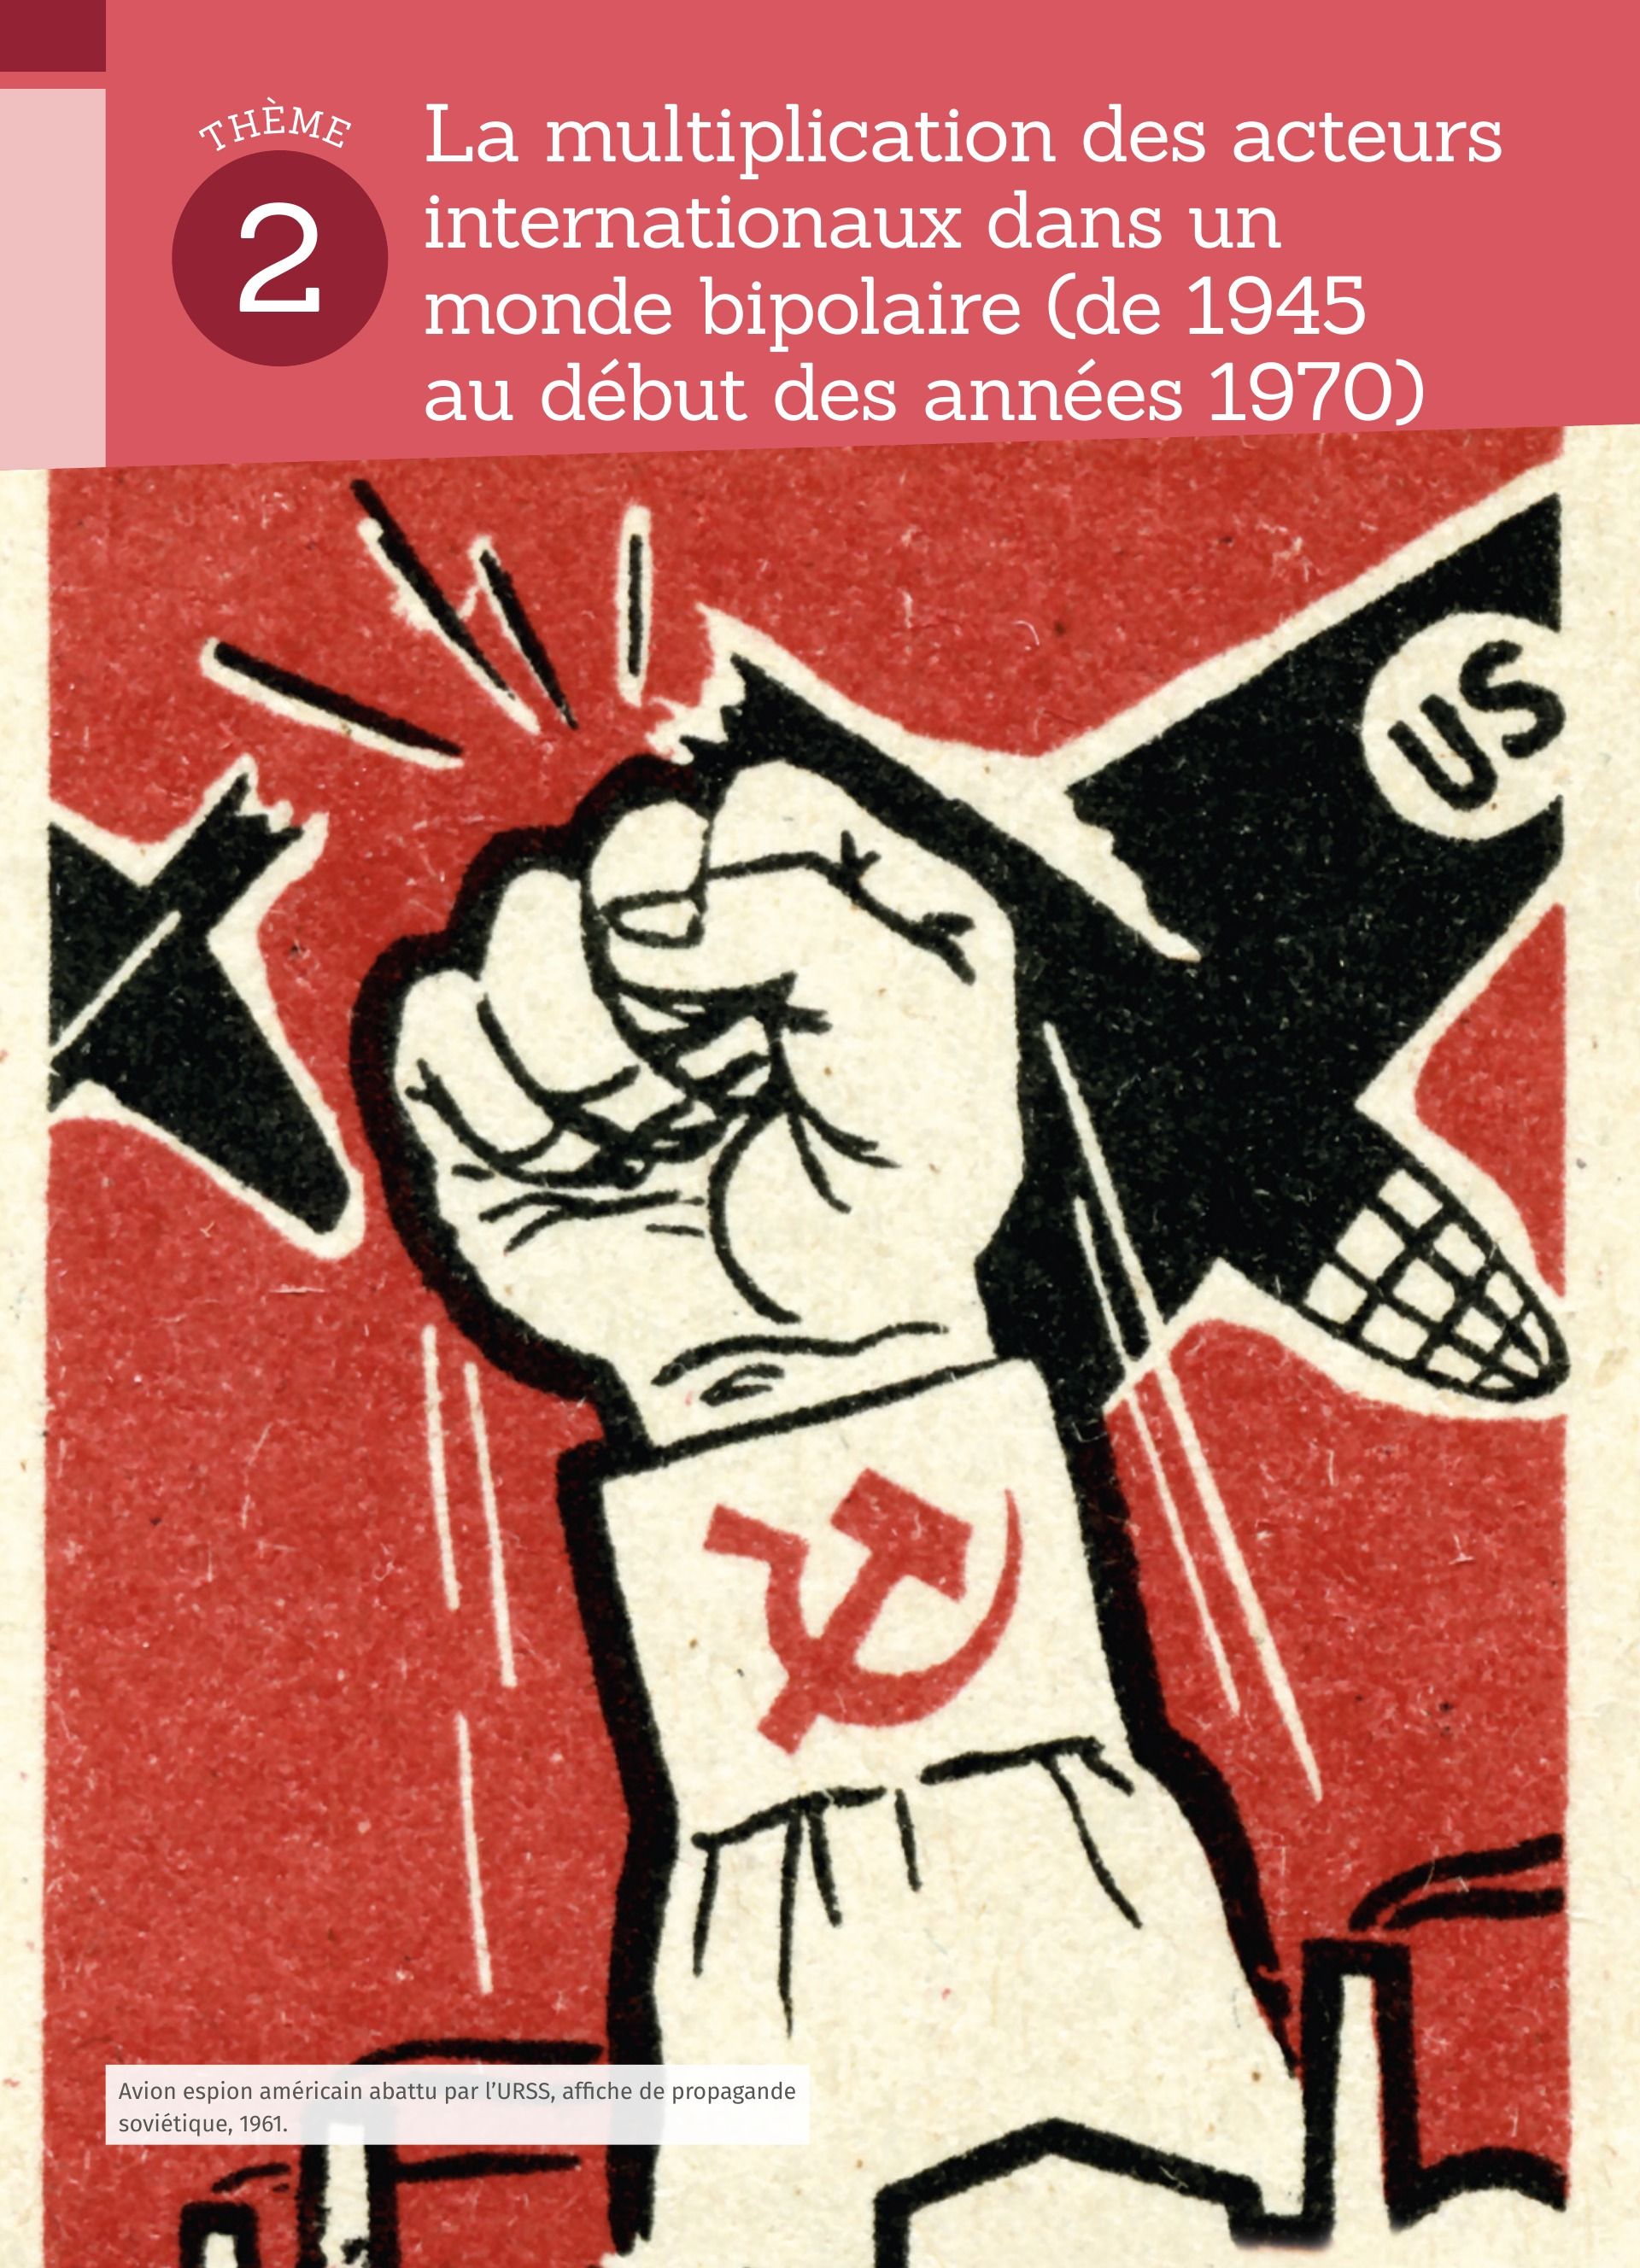 THÈME
2
La multiplication des acteurs
internationaux dans un
monde bipolaire (de 1945
au début des années 1970)
US
Avion espion américain abattu par l’URSS, affiche de propagande
soviétique, 1961.